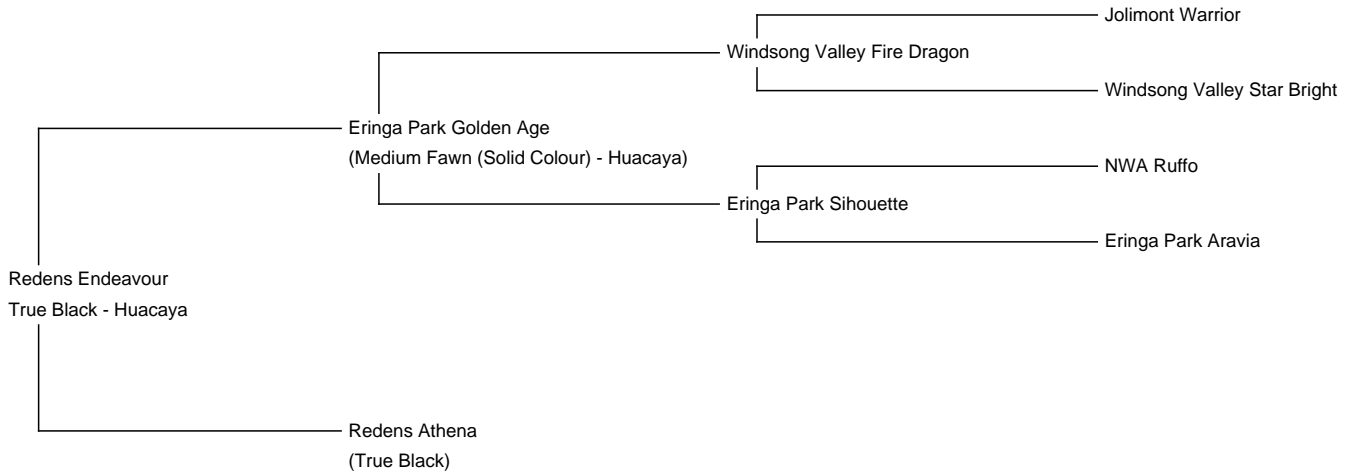 Jolimont Warrior
Windsong Valley Fire Dragon
Windsong Valley Star Bright
Eringa Park Golden Age
(Medium Fawn (Solid Colour) - Huacaya)
NWA Ruffo
Eringa Park Sihouette
Eringa Park Aravia
Redens Endeavour
True Black - Huacaya
Redens Athena
(True Black)